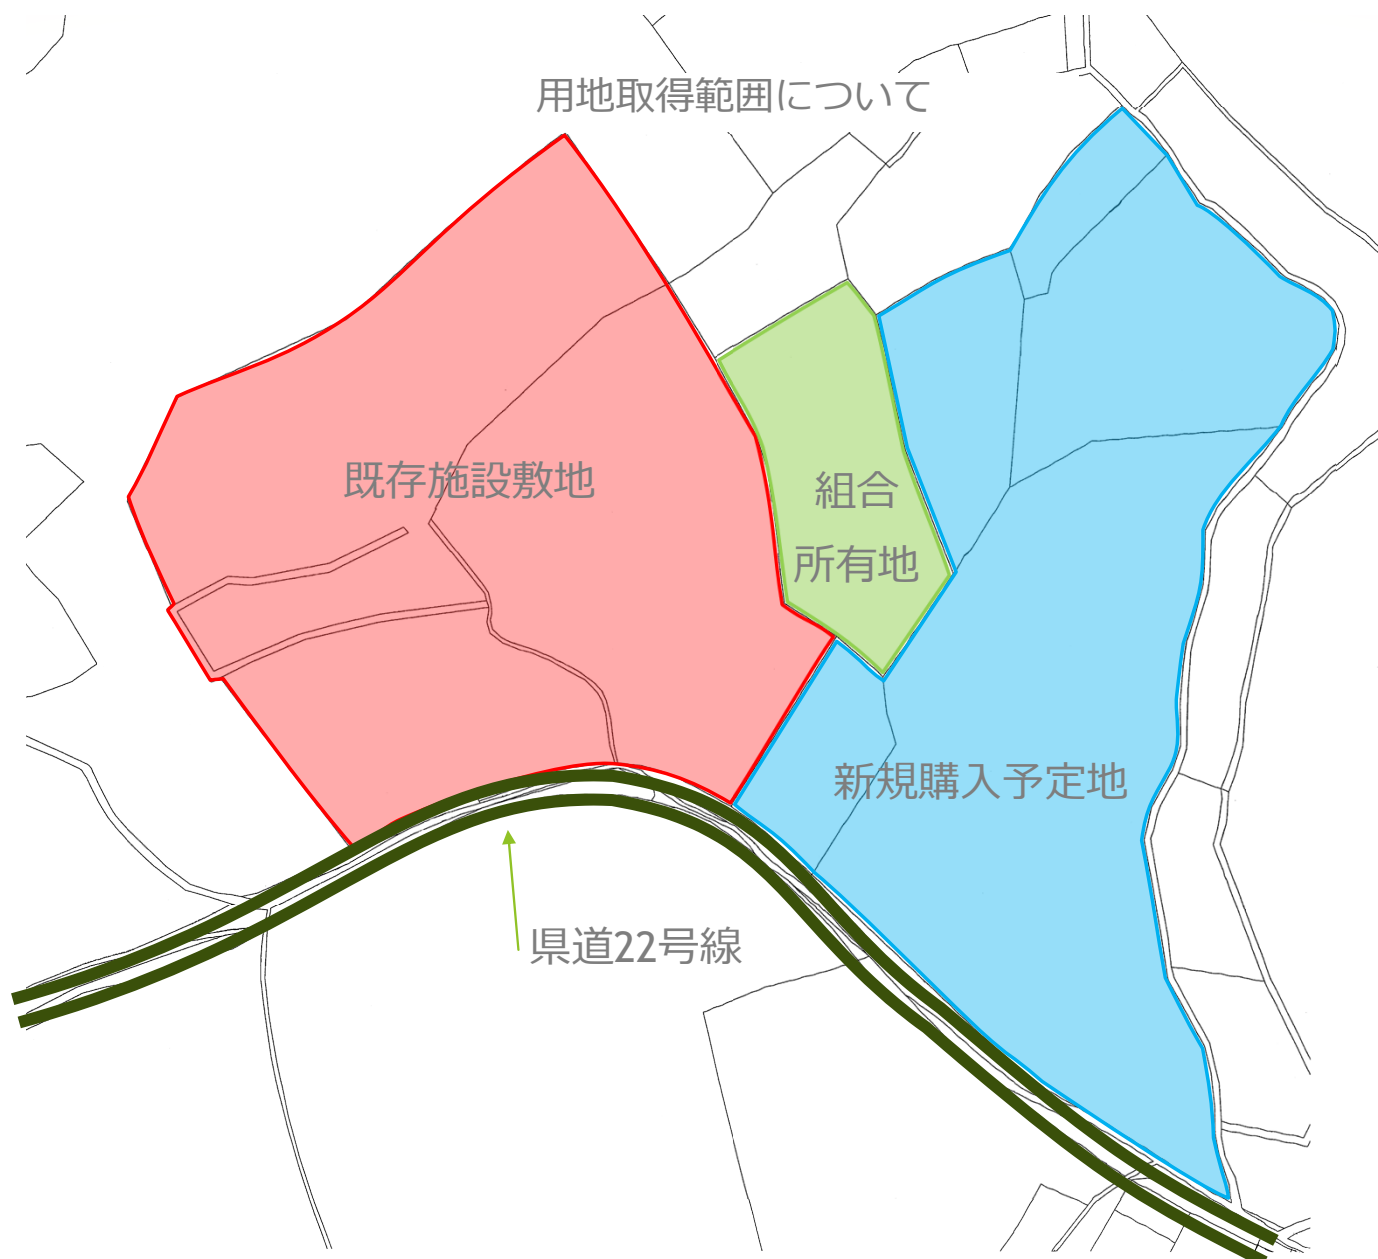 用地取得範囲について
既存施設敷地
組合
所有地
新規購入予定地
県道22号線